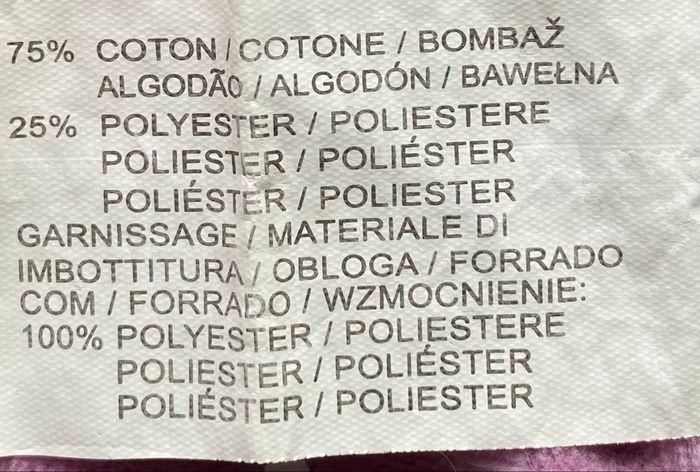 75% COTON / COTONE / BOMBAŽ
ALGODÃO / ALGODÓN / BAWEŁNA
25% POLYESTER / POLIESTERE
POLIESTER / POLIÉSTER
POLIÉSTER / POLIESTER
GARNISSAGE / MATERIALE DI
IMBOTTITURA / OBLOGA / FORRADO
COM / FORRADO / WZMOCNIENIE:
100% POLYESTER / POLIESTERE
POLIESTER / POLIÉSTER
POLIÉSTER / POLIESTER